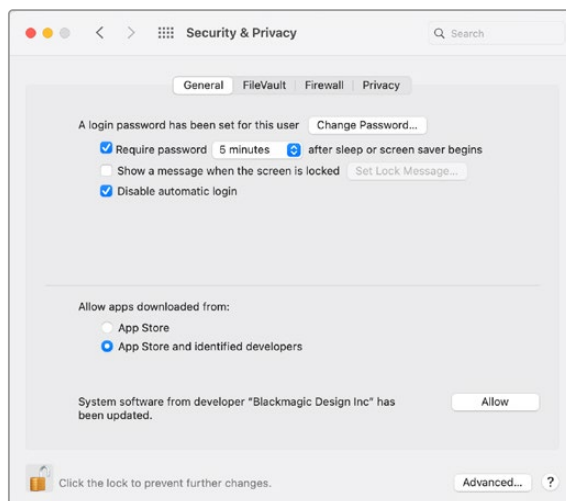 Security & Privacy
Search
General FileVault Firewall Privacy
A login password has been set for this user Change Password...
Require password 5 minutes after sleep or screen saver begins
Show a message when the screen is locked Set Lock Message...
Disable automatic login
Allow apps downloaded from:
App Store
App Store and identified developers
System software from developer "Blackmagic Design Inc" has Allow
been updated.
Click the lock to prevent further changes. Advanced... ?